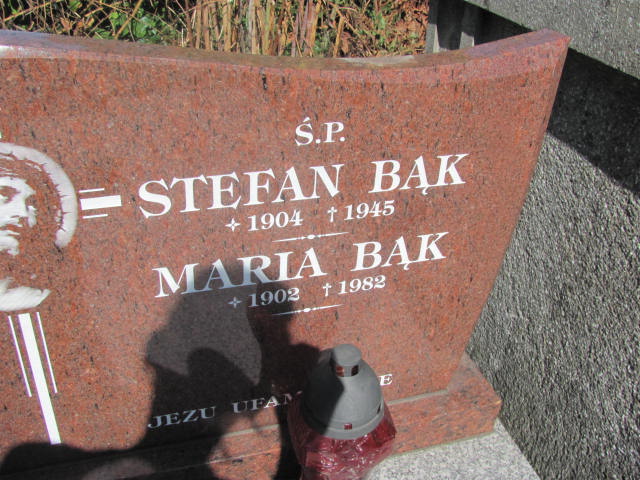 Ś.P.
STEFAN BĄK
✧ 1904 † 1945
MARIA BĄK
✧ 1902 † 1982
JEZU UFAM